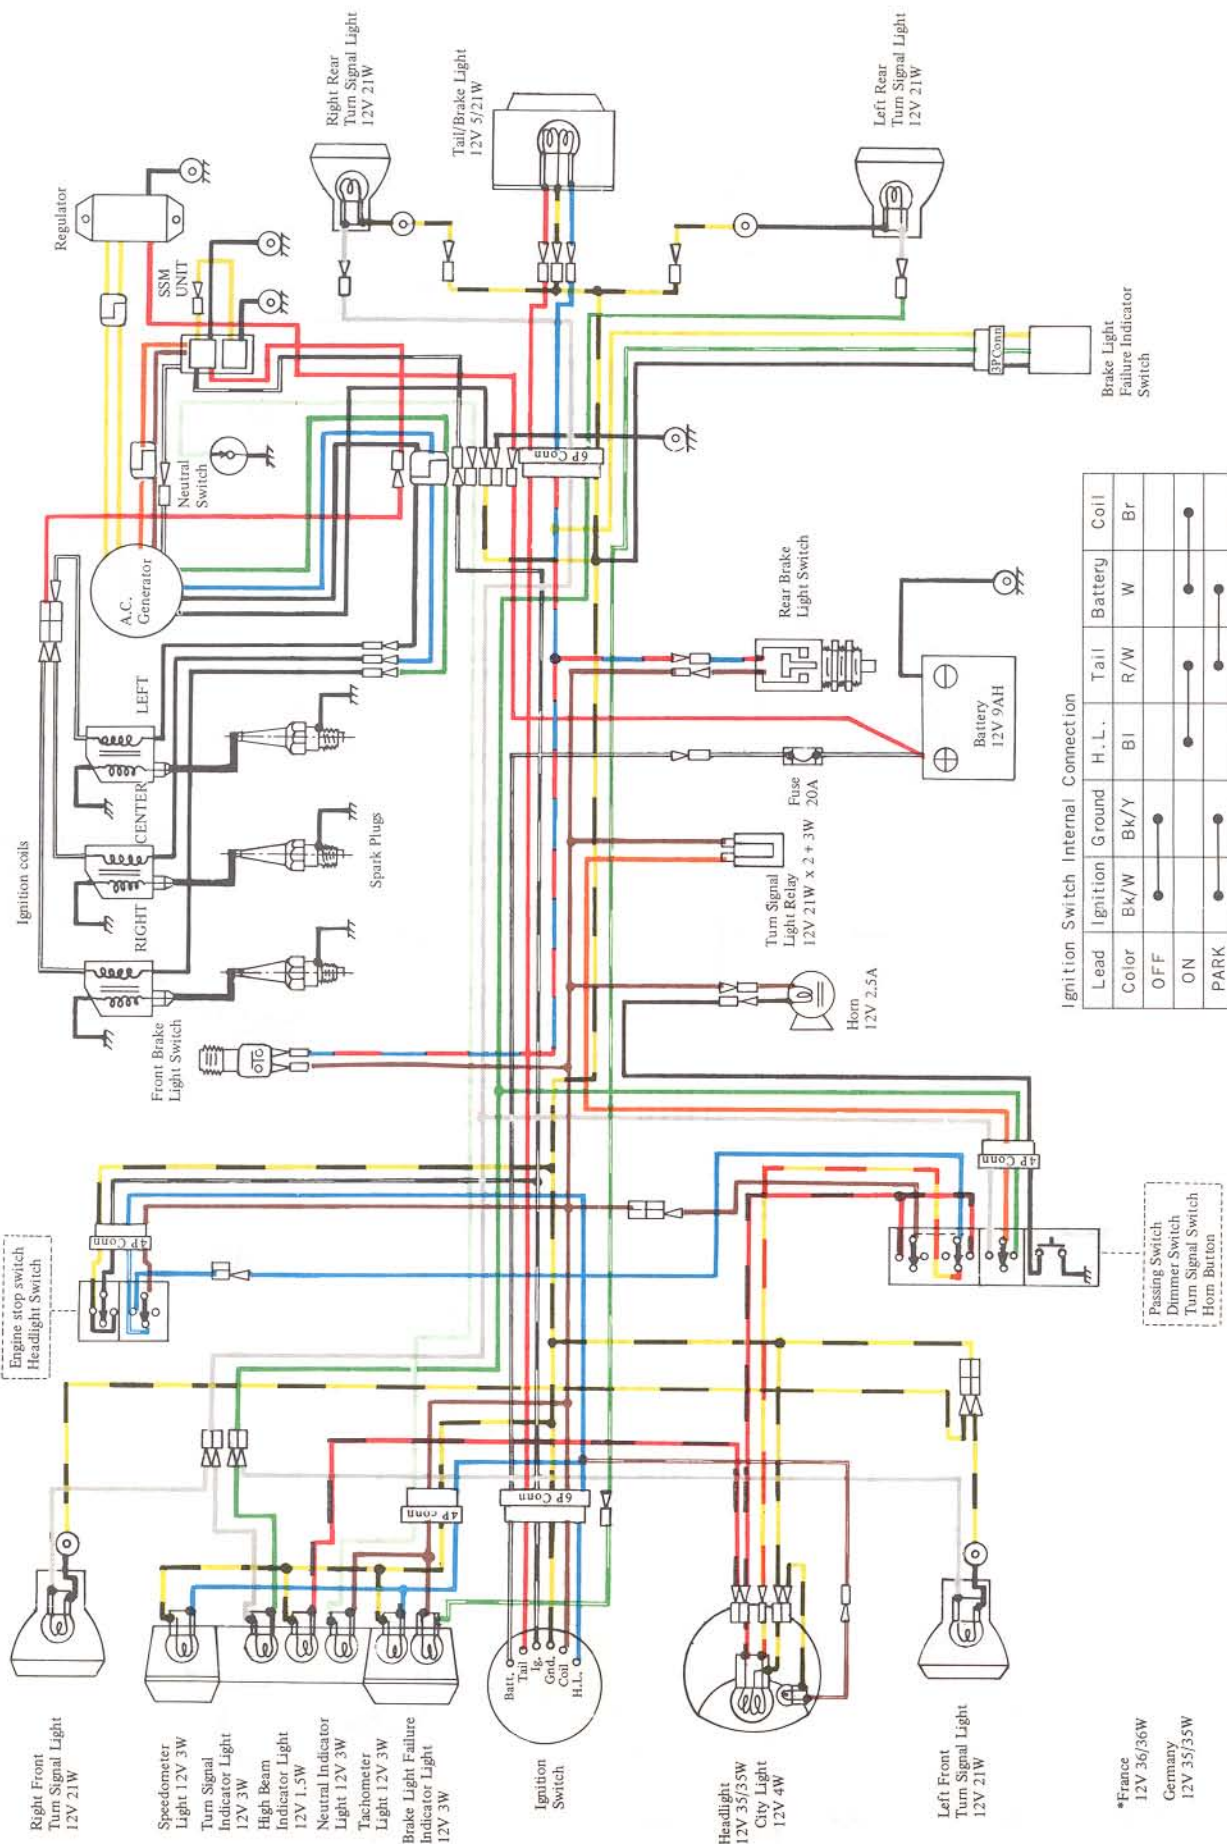 Right Rear
Turn Signal Light
12V 21W
Tail/Brake Light
12V 5/21W
Left Rear
Turn Signal Light
12V 21W
Regulator
SSM
UNIT
Neutral
Switch
A.C.
Generator
6P Conn
3PConn
Brake Light
Failure Indicator
Switch
Ignition coils
LEFT
CENTER
RIGHT
Spark Plugs
Front Brake
Light Switch
Rear Brake
Light Switch
Battery
12V 9AH
Fuse
20A
Turn Signal
Light Relay
12V 21W x 2 + 3W
Horn
12V 2.5A
Ignition Switch Internal Connection
Lead Ignition Ground H.L. Tail Battery Coil
Color Bk/W Bk/Y Bl R/W W Br
OFF
ON
PARK
Engine stop switch
Headlight Switch
4P Conn
4P Conn
Passing Switch
Dimmer Switch
Turn Signal Switch
Horn Button
4P conn
6P Conn
Batt.
Tail
Ig.
Gnd.
Coil
H.L.
Right Front
Turn Signal Light
12V 21W
Speedometer
Light 12V 3W
Turn Signal
Indicator Light
12V 3W
High Beam
Indicator Light
12V 1.5W
Neutral Indicator
Light 12V 3W
Tachometer
Light 12V 3W
Brake Light Failure
Indicator Light
12V 3W
Ignition
Switch
Headlight
12V 35/35W
City Light
12V 4W
Left Front
Turn Signal Light
12V 21W
*France
12V 36/36W
Germany
12V 35/35W